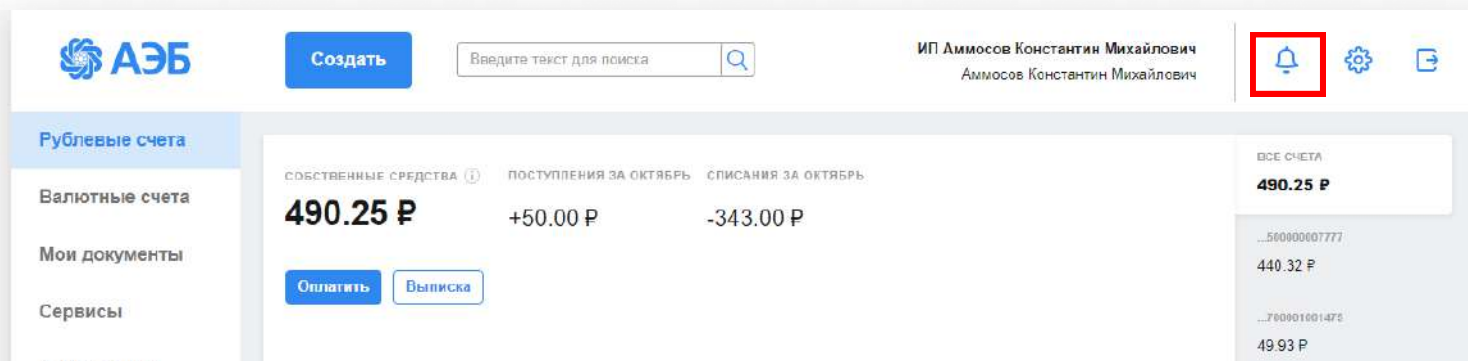 АЭБ
Создать
Введите текст для поиска
ИП Аммосов Константин Михайлович
Аммосов Константин Михайлович
Рублевые счета
Валютные счета
Мои документы
Сервисы
СОБСТВЕННЫЕ СРЕДСТВА
490.25 ₽
ПОСТУПЛЕНИЯ ЗА ОКТЯБРЬ
+50.00 ₽
СПИСАНИЯ ЗА ОКТЯБРЬ
-343.00 ₽
Оплатить
Выписка
ВСЕ СЧЕТА
490.25 ₽
...500000007777
440.32 ₽
...700001001475
49.93 ₽